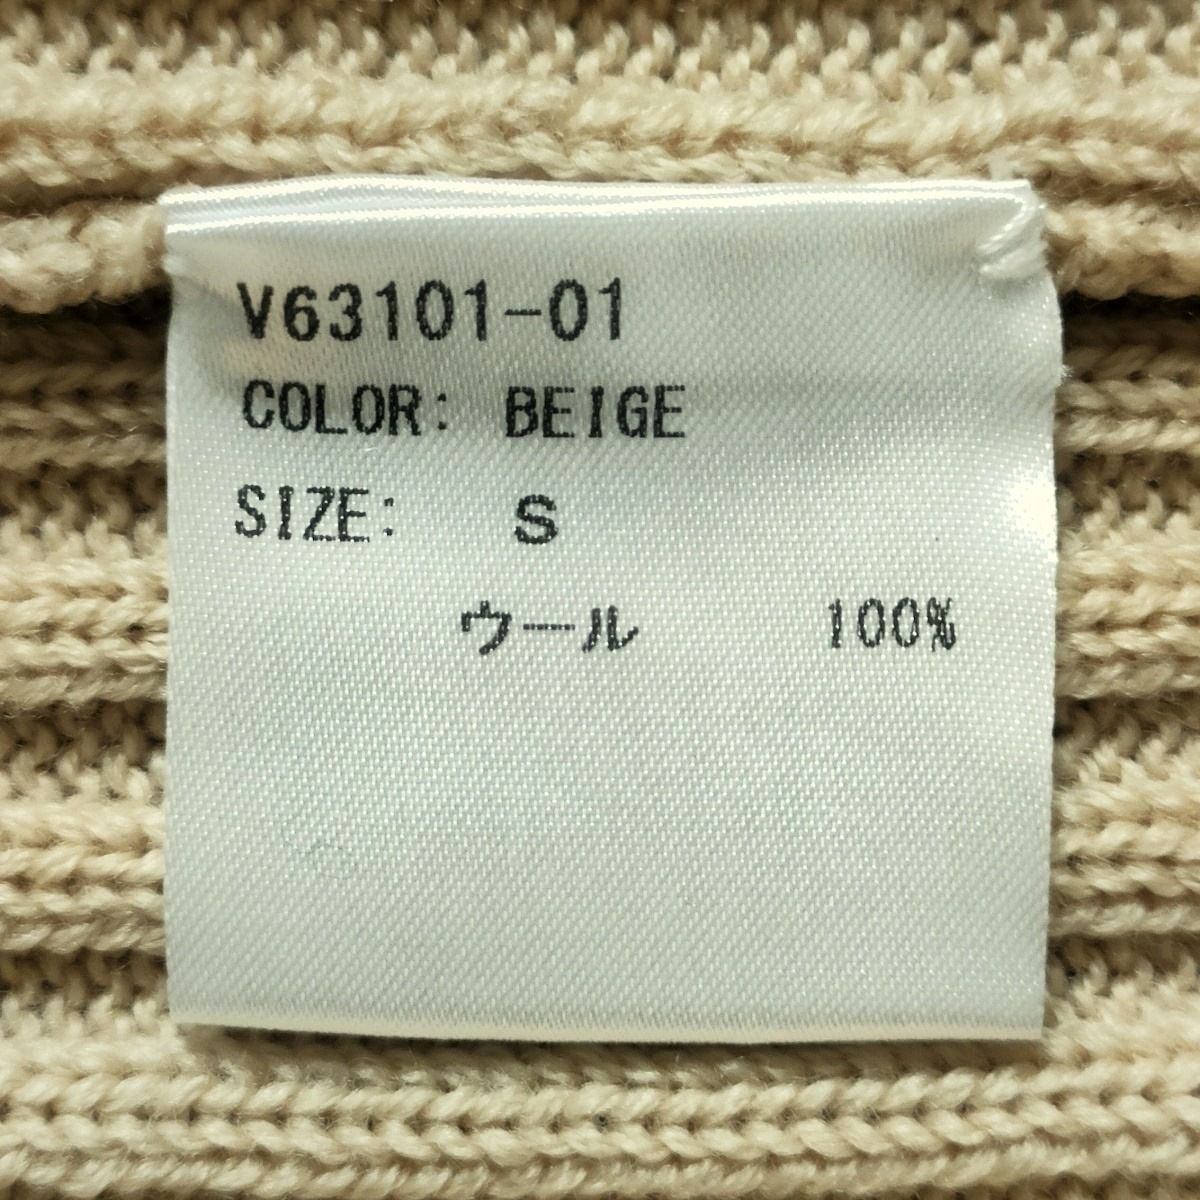 V63101-01
COLOR: BEIGE
SIZE: S
ウール 100%